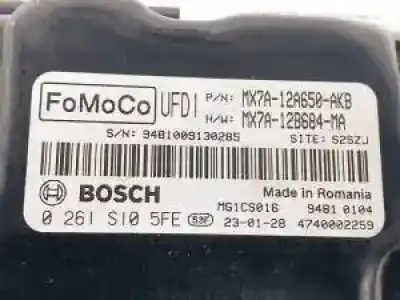 FoMoCo UFDI P/N: MX7A-12A650-AKB
H/W: MX7A-12B684-MA
S/N: 9481009130285 SITE: S2SZJ
BOSCH Made in Romania
MG1CS016 9481 0104
0 261 S10 5FE S3F 23-01-28 4740002259